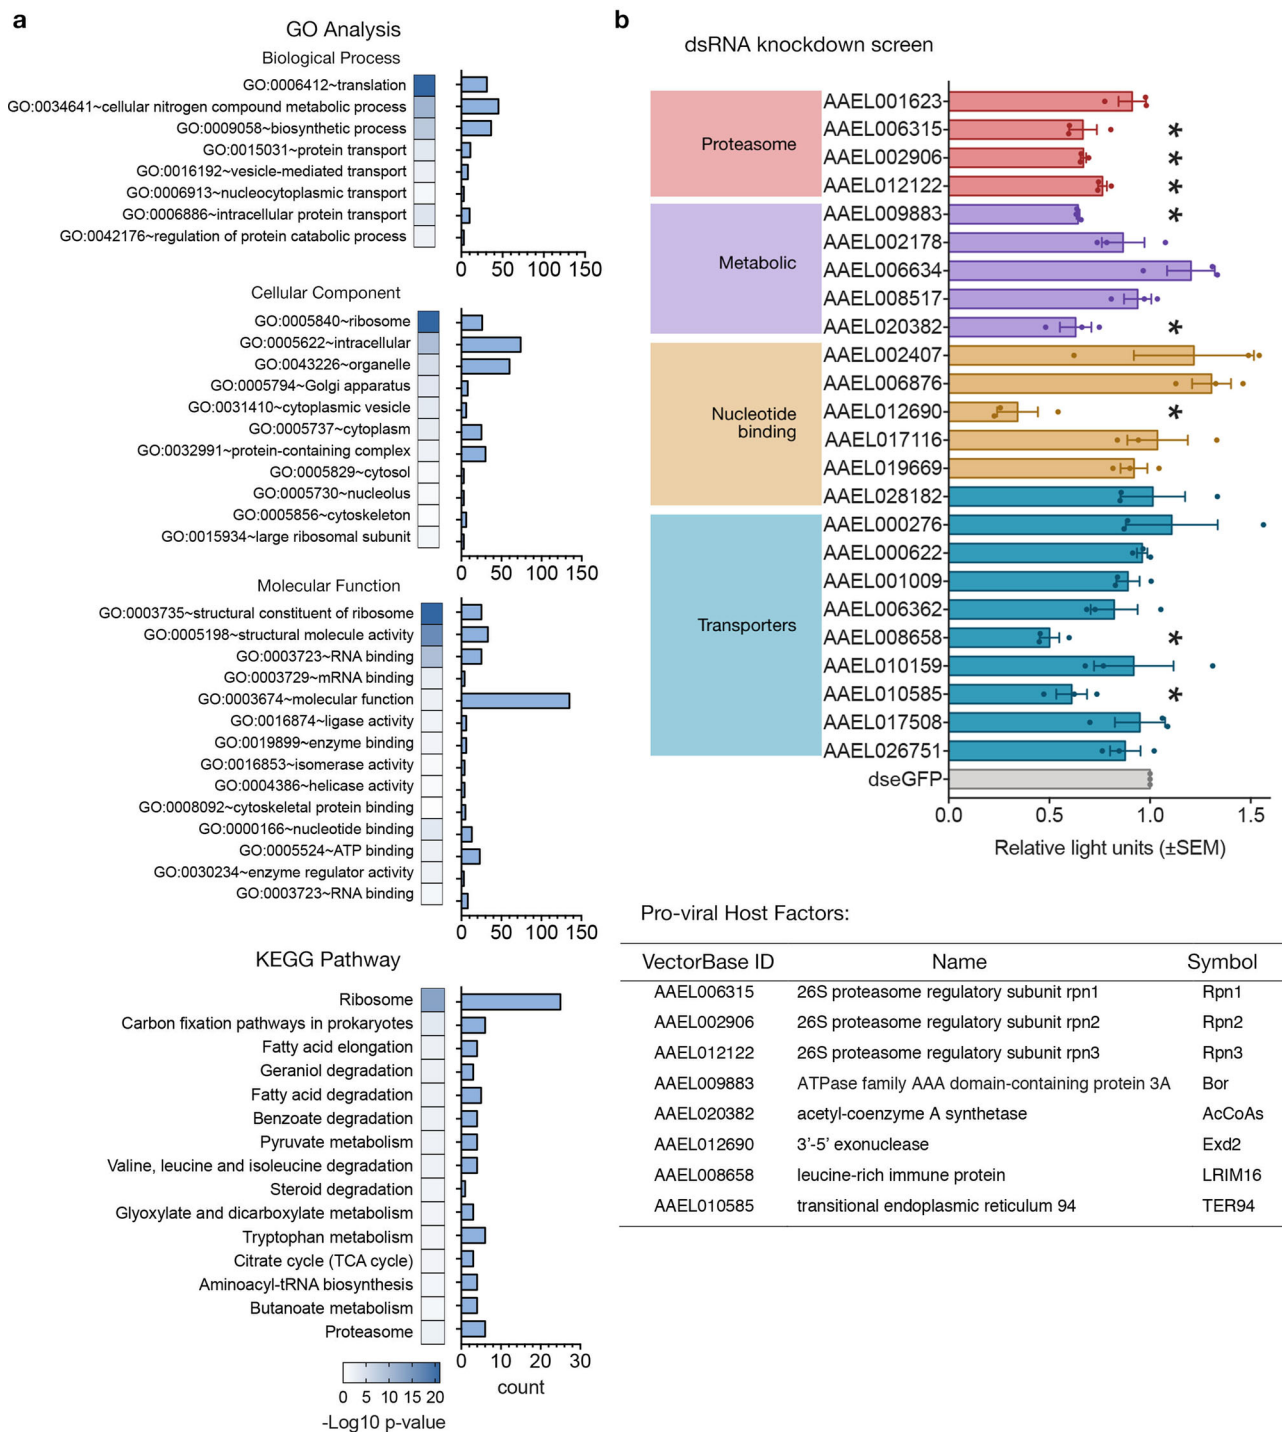 a
GO Analysis
Biological Process
GO:0006412~translation
GO:0034641~cellular nitrogen compound metabolic process
GO:0009058~biosynthetic process
GO:0015031~protein transport
GO:0016192~vesicle-mediated transport
GO:0006913~nucleocytoplasmic transport
GO:0006886~intracellular protein transport
GO:0042176~regulation of protein catabolic process
0 50 100 150
Cellular Component
GO:0005840~ribosome
GO:0005622~intracellular
GO:0043226~organelle
GO:0005794~Golgi apparatus
GO:0031410~cytoplasmic vesicle
GO:0005737~cytoplasm
GO:0032991~protein-containing complex
GO:0005829~cytosol
GO:0005730~nucleolus
GO:0005856~cytoskeleton
GO:0015934~large ribosomal subunit
0 50 100 150
Molecular Function
GO:0003735~structural constituent of ribosome
GO:0005198~structural molecule activity
GO:0003723~RNA binding
GO:0003729~mRNA binding
GO:0003674~molecular function
GO:0016874~ligase activity
GO:0019899~enzyme binding
GO:0016853~isomerase activity
GO:0004386~helicase activity
GO:0008092~cytoskeletal protein binding
GO:0000166~nucleotide binding
GO:0005524~ATP binding
GO:0030234~enzyme regulator activity
GO:0003723~RNA binding
0 50 100 150
KEGG Pathway
Ribosome
Carbon fixation pathways in prokaryotes
Fatty acid elongation
Geraniol degradation
Fatty acid degradation
Benzoate degradation
Pyruvate metabolism
Valine, leucine and isoleucine degradation
Steroid degradation
Glyoxylate and dicarboxylate metabolism
Tryptophan metabolism
Citrate cycle (TCA cycle)
Aminoacyl-tRNA biosynthesis
Butanoate metabolism
Proteasome
0 10 20 30
count
0 5 10 15 20
-Log10 p-value
b
dsRNA knockdown screen
Proteasome
Metabolic
Nucleotide
binding
Transporters
AAEL001623
AAEL006315 *
AAEL002906 *
AAEL012122 *
AAEL009883 *
AAEL002178
AAEL006634
AAEL008517
AAEL020382 *
AAEL002407
AAEL006876
AAEL012690 *
AAEL017116
AAEL019669
AAEL028182
AAEL000276
AAEL000622
AAEL001009
AAEL006362
AAEL008658 *
AAEL010159
AAEL010585 *
AAEL017508
AAEL026751
dseGFP
0.0 0.5 1.0 1.5
Relative light units (±SEM)
Pro-viral Host Factors:
VectorBase ID Name Symbol
AAEL006315 26S proteasome regulatory subunit rpn1 Rpn1
AAEL002906 26S proteasome regulatory subunit rpn2 Rpn2
AAEL012122 26S proteasome regulatory subunit rpn3 Rpn3
AAEL009883 ATPase family AAA domain-containing protein 3A Bor
AAEL020382 acetyl-coenzyme A synthetase AcCoAs
AAEL012690 3'-5' exonuclease Exd2
AAEL008658 leucine-rich immune protein LRIM16
AAEL010585 transitional endoplasmic reticulum 94 TER94